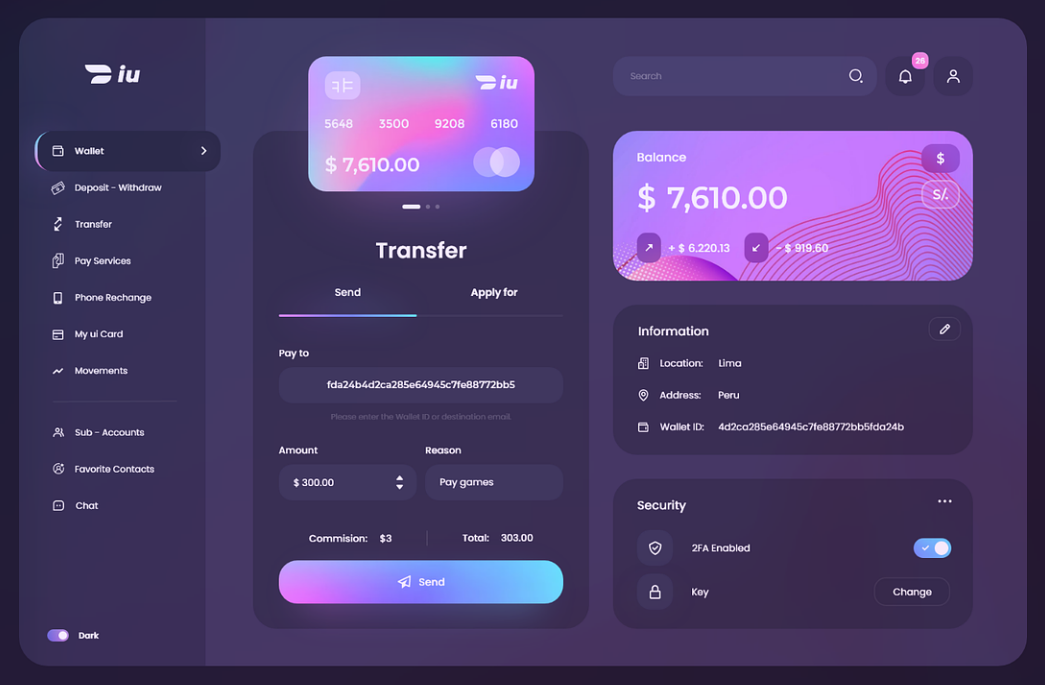 iu
Wallet
Deposit - Withdraw
Transfer
Pay Services
Phone Rechange
My ui Card
Movements
Sub - Accounts
Favorite Contacts
Chat
Dark
iu
5648 3500 9208 6180
$ 7,610.00
Transfer
Send Apply for
Pay to
fda24b4d2ca285e64945c7fe88772bb5
Please enter the Wallet ID or destination email.
Amount Reason
$ 300.00 Pay games
Commision: $3 Total: 303.00
Send
Search
26
Balance
$
$ 7,610.00
S/.
+ $ 6.220.13 - $ 919.60
Information
Location: Lima
Address: Peru
Wallet ID: 4d2ca285e64945c7fe88772bb5fda24b
Security
2FA Enabled
Key Change